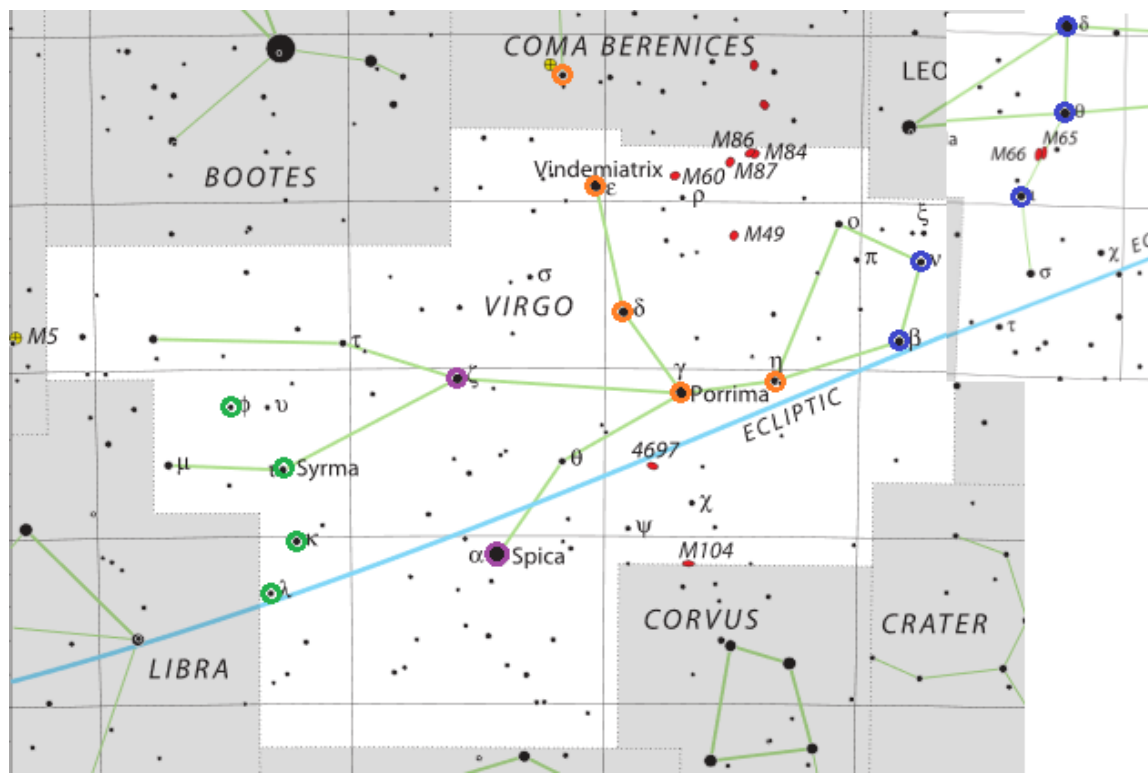 COMA BERENICES
δ
LEO
θ
a
M65
M66
M86
M84
M87
M60
Vindemiatrix
ε
ρ
BOOTES
ι
ξ
ο
M49
ν
π
χ
EC
σ
σ
δ
VIRGO
M5
τ
τ
β
γ
η
ζ
Porrima
ECLIPTIC
φ
υ
4697
θ
μ
ι
Syrma
χ
ψ
κ
α
Spica
M104
λ
CORVUS
CRATER
LIBRA